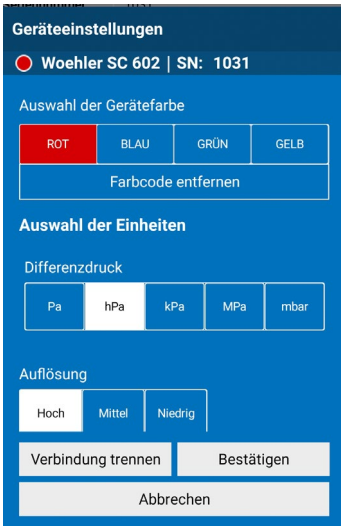 Geräteeinstellungen
Woehler SC 602 | SN: 1031
Auswahl der Gerätefarbe
ROT BLAU GRÜN GELB
Farbcode entfernen
Auswahl der Einheiten
Differenzdruck
Pa hPa kPa MPa mbar
Auflösung
Hoch Mittel Niedrig
Verbindung trennen Bestätigen
Abbrechen